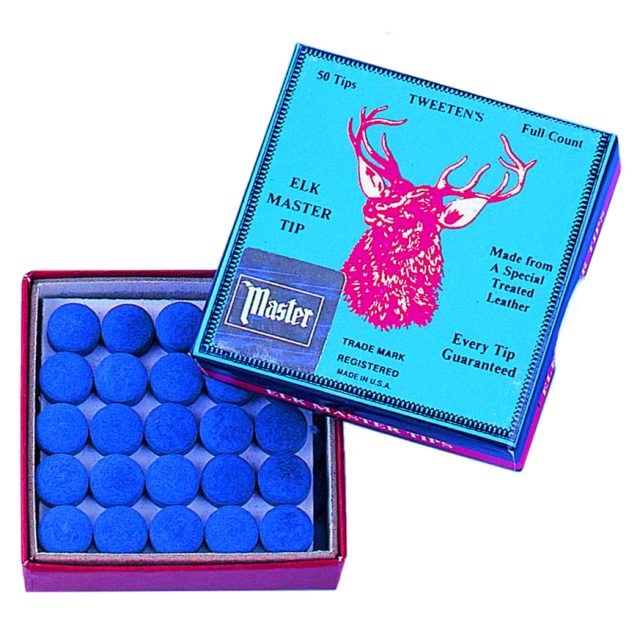 50 Tips
TWEETEN'S
Full Count
ELK
MASTER
TIP
Made from
A Special
Treated
Leather
Master
TRADE MARK
REGISTERED
MADE IN U.S.A.
Every Tip
Guaranteed
ELK MASTER TIPS